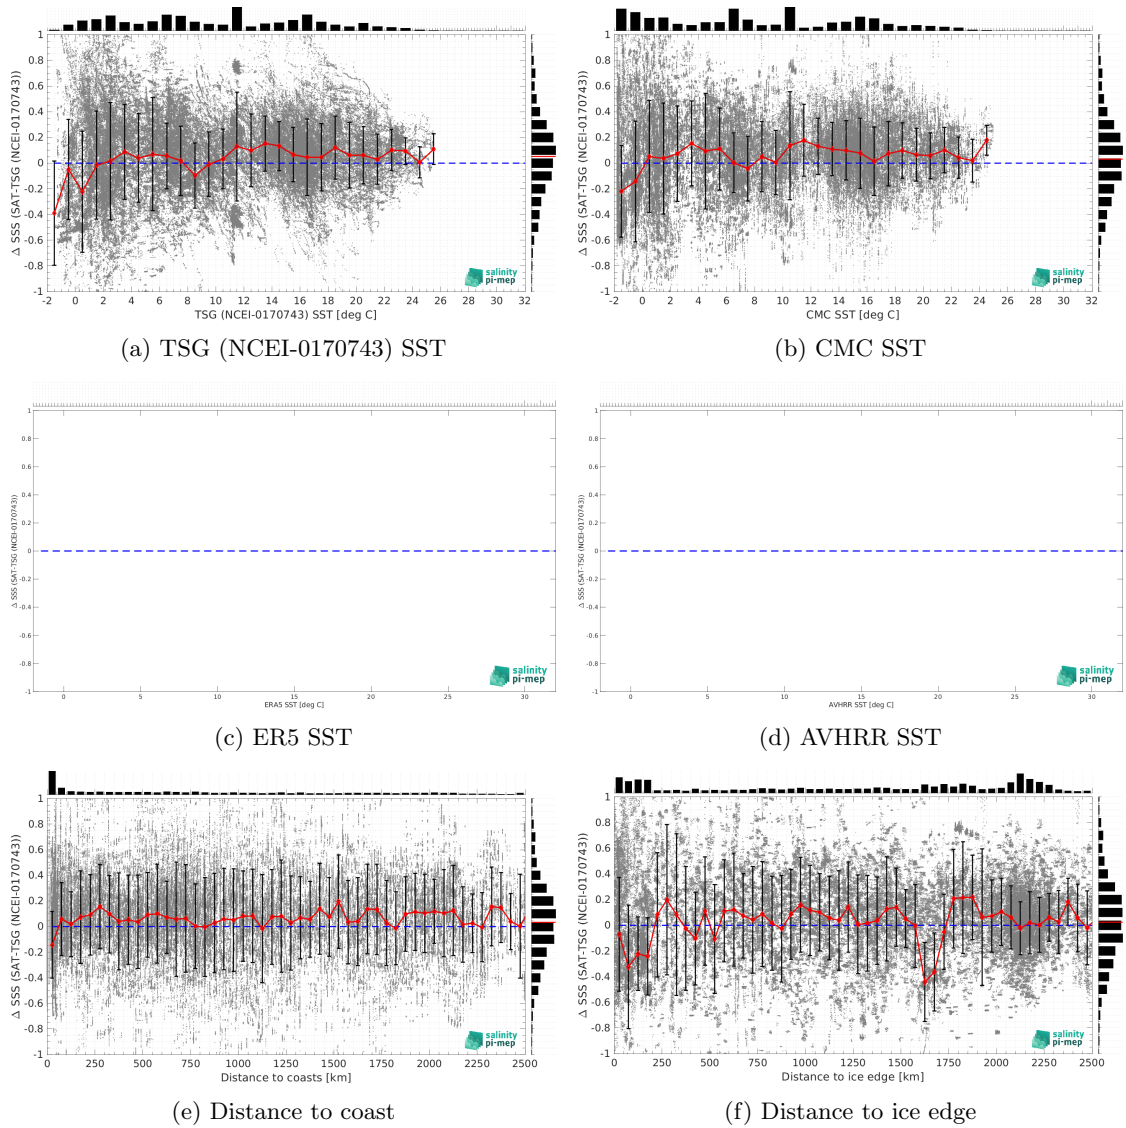 Δ SSS (SAT-TSG (NCEI-0170743))
1
0.8
0.6
0.4
0.2
0
-0.2
-0.4
-0.6
-0.8
-1
-2 0 2 4 6 8 10 12 14 16 18 20 22 24 26 28 30 32
TSG (NCEI-0170743) SST [deg C]
salinity
pi-mep
(a) TSG (NCEI-0170743) SST
Δ SSS (SAT-TSG (NCEI-0170743))
1
0.8
0.6
0.4
0.2
0
-0.2
-0.4
-0.6
-0.8
-1
-2 0 2 4 6 8 10 12 14 16 18 20 22 24 26 28 30 32
CMC SST [deg C]
salinity
pi-mep
(b) CMC SST
Δ SSS (SAT-TSG (NCEI-0170743))
1
0.8
0.6
0.4
0.2
0
-0.2
-0.4
-0.6
-0.8
-1
0 5 10 15 20 25 30
ERA5 SST [deg C]
salinity
pi-mep
(c) ER5 SST
Δ SSS (SAT-TSG (NCEI-0170743))
1
0.8
0.6
0.4
0.2
0
-0.2
-0.4
-0.6
-0.8
-1
0 5 10 15 20 25 30
AVHRR SST [deg C]
salinity
pi-mep
(d) AVHRR SST
Δ SSS (SAT-TSG (NCEI-0170743))
1
0.8
0.6
0.4
0.2
0
-0.2
-0.4
-0.6
-0.8
-1
0 250 500 750 1000 1250 1500 1750 2000 2250 2500
Distance to coasts [km]
salinity
pi-mep
(e) Distance to coast
Δ SSS (SAT-TSG (NCEI-0170743))
1
0.8
0.6
0.4
0.2
0
-0.2
-0.4
-0.6
-0.8
-1
0 250 500 750 1000 1250 1500 1750 2000 2250 2500
Distance to ice edge [km]
salinity
pi-mep
(f) Distance to ice edge